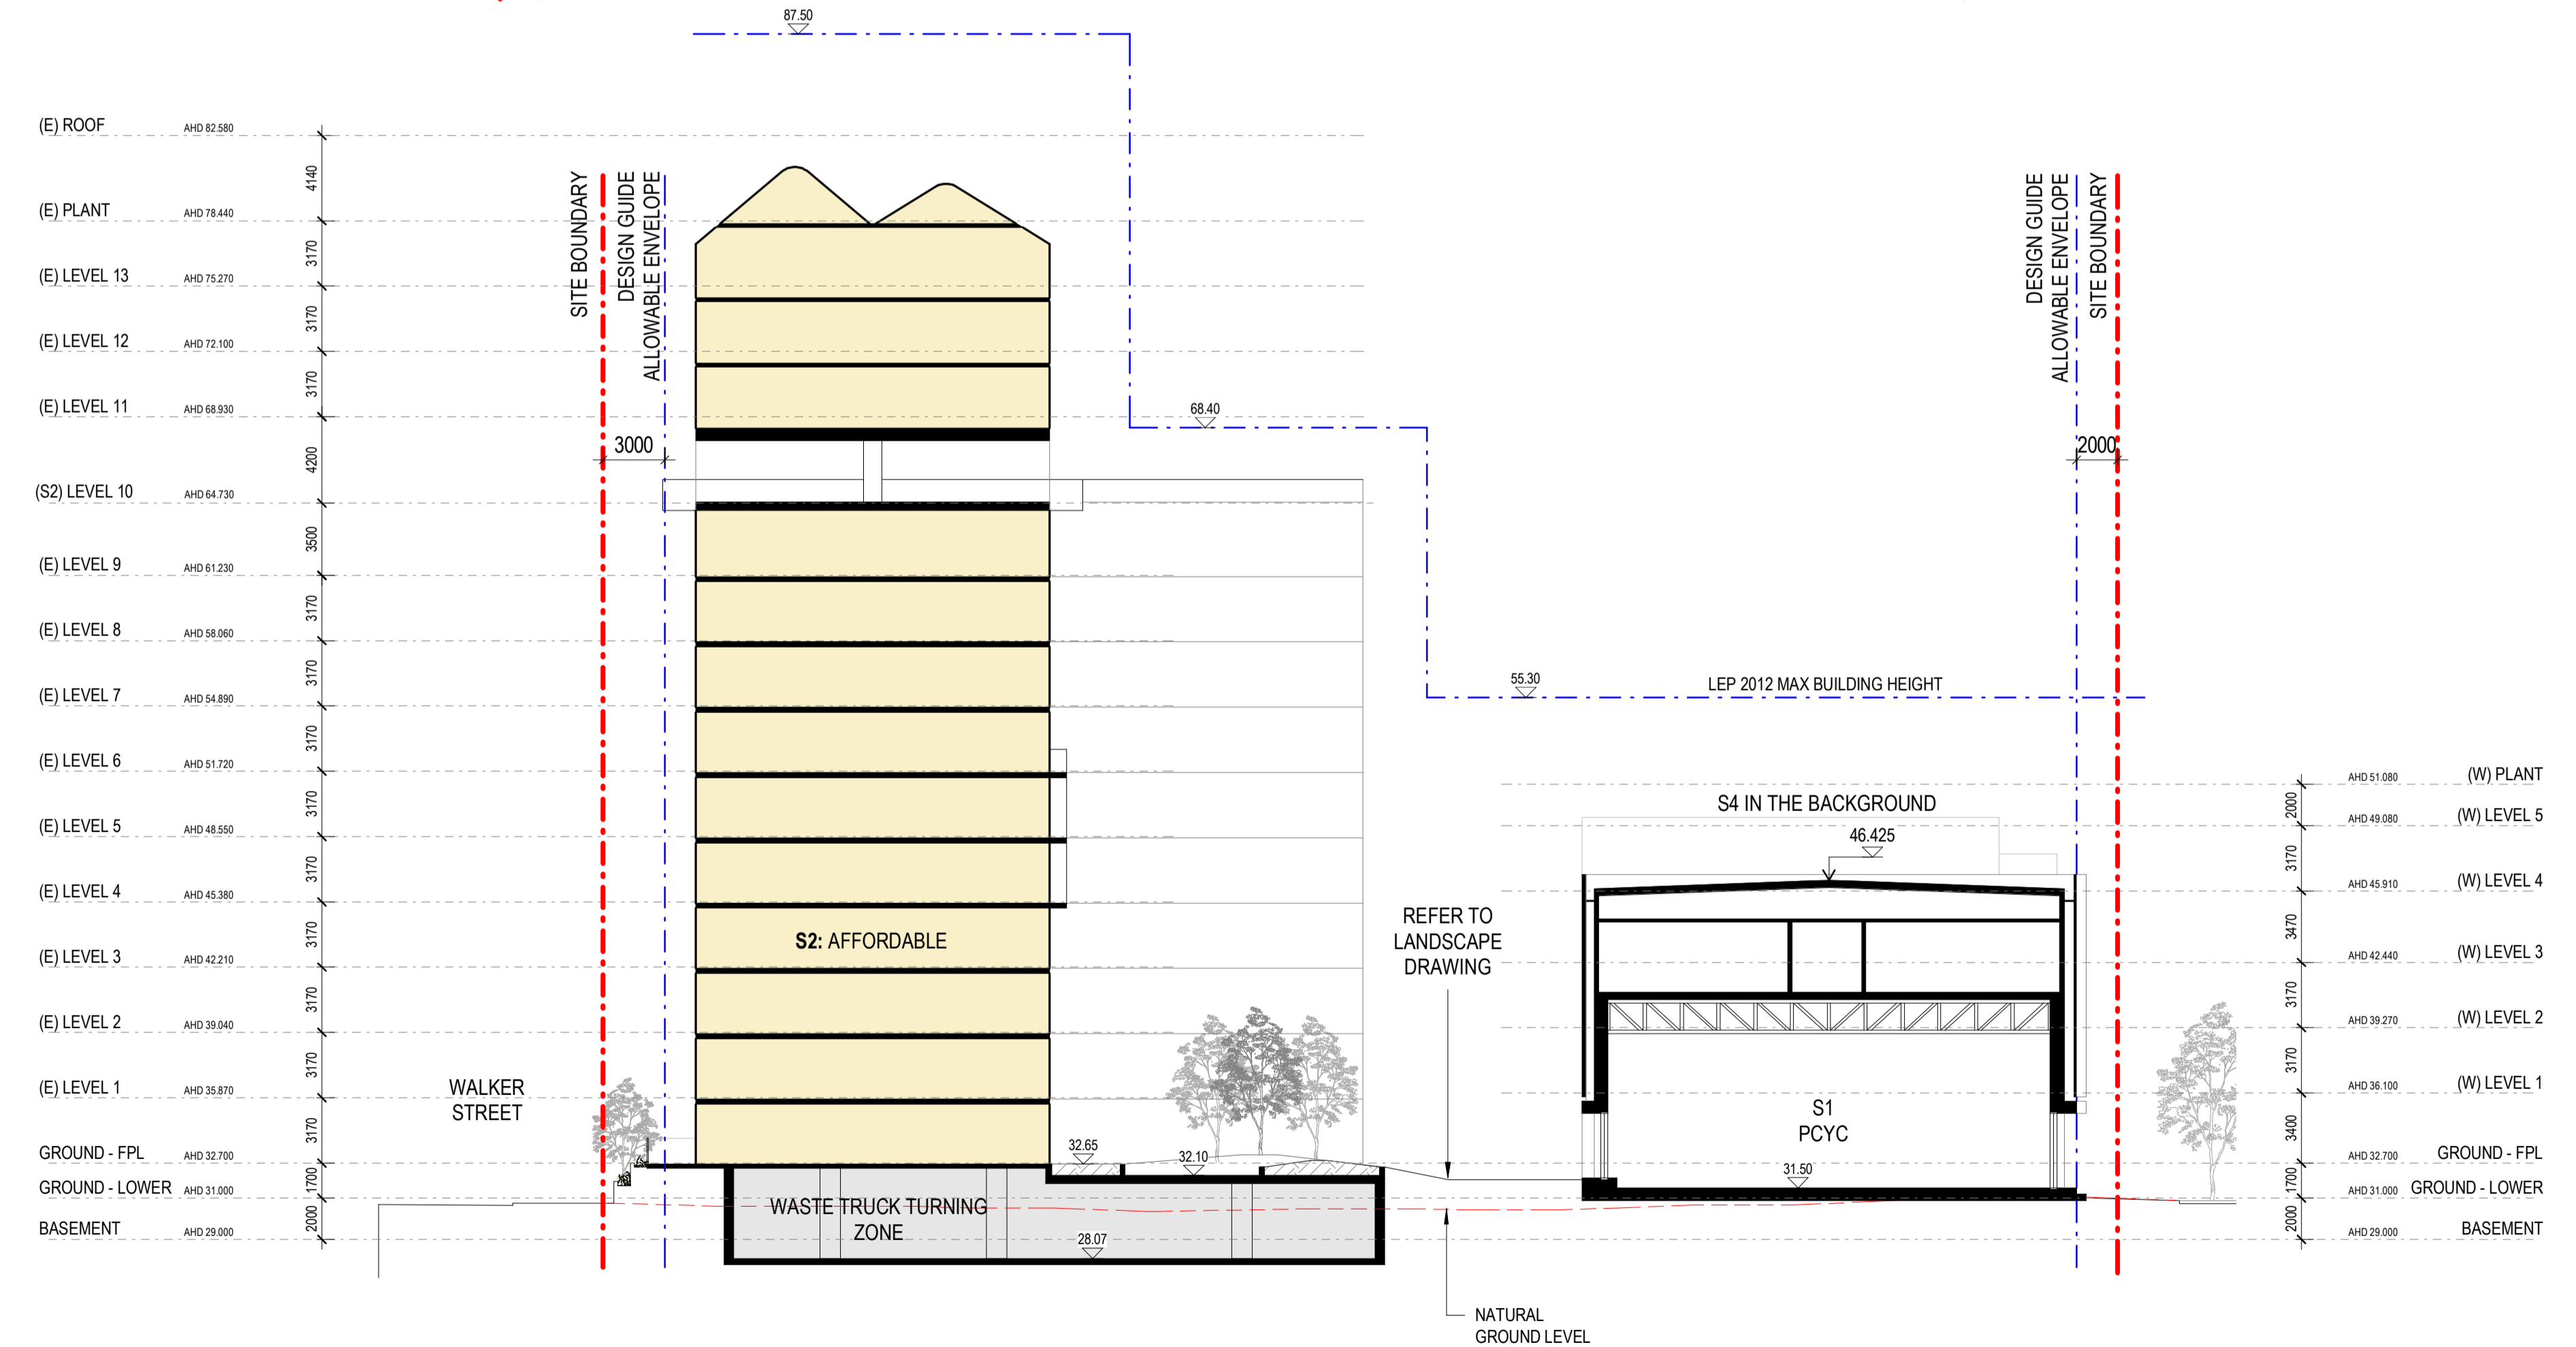 87.50
(E) ROOF AHD 82.580
4140
(E) PLANT AHD 78.440
3170
(E) LEVEL 13 AHD 75.270
3170
(E) LEVEL 12 AHD 72.100
3170
(E) LEVEL 11 AHD 68.930
4200
(S2) LEVEL 10 AHD 64.730
3500
(E) LEVEL 9 AHD 61.230
3170
(E) LEVEL 8 AHD 58.060
3170
(E) LEVEL 7 AHD 54.890
3170
(E) LEVEL 6 AHD 51.720
3170
(E) LEVEL 5 AHD 48.550
3170
(E) LEVEL 4 AHD 45.380
3170
(E) LEVEL 3 AHD 42.210
3170
(E) LEVEL 2 AHD 39.040
3170
(E) LEVEL 1 AHD 35.870
3170
GROUND - FPL AHD 32.700
1700
GROUND - LOWER AHD 31.000
2000
BASEMENT AHD 29.000
SITE BOUNDARY
DESIGN GUIDE
ALLOWABLE ENVELOPE
3000
WALKER
STREET
S2: AFFORDABLE
WASTE TRUCK TURNING
ZONE
28.07
32.65
32.10
68.40
55.30
LEP 2012 MAX BUILDING HEIGHT
REFER TO
LANDSCAPE
DRAWING
NATURAL
GROUND LEVEL
S4 IN THE BACKGROUND
46.425
S1
PCYC
31.50
DESIGN GUIDE
ALLOWABLE ENVELOPE
SITE BOUNDARY
2000
AHD 51.080 (W) PLANT
2000
AHD 49.080 (W) LEVEL 5
3170
AHD 45.910 (W) LEVEL 4
3470
AHD 42.440 (W) LEVEL 3
3170
AHD 39.270 (W) LEVEL 2
3170
AHD 36.100 (W) LEVEL 1
3400
AHD 32.700 GROUND - FPL
1700
AHD 31.000 GROUND - LOWER
2000
AHD 29.000 BASEMENT